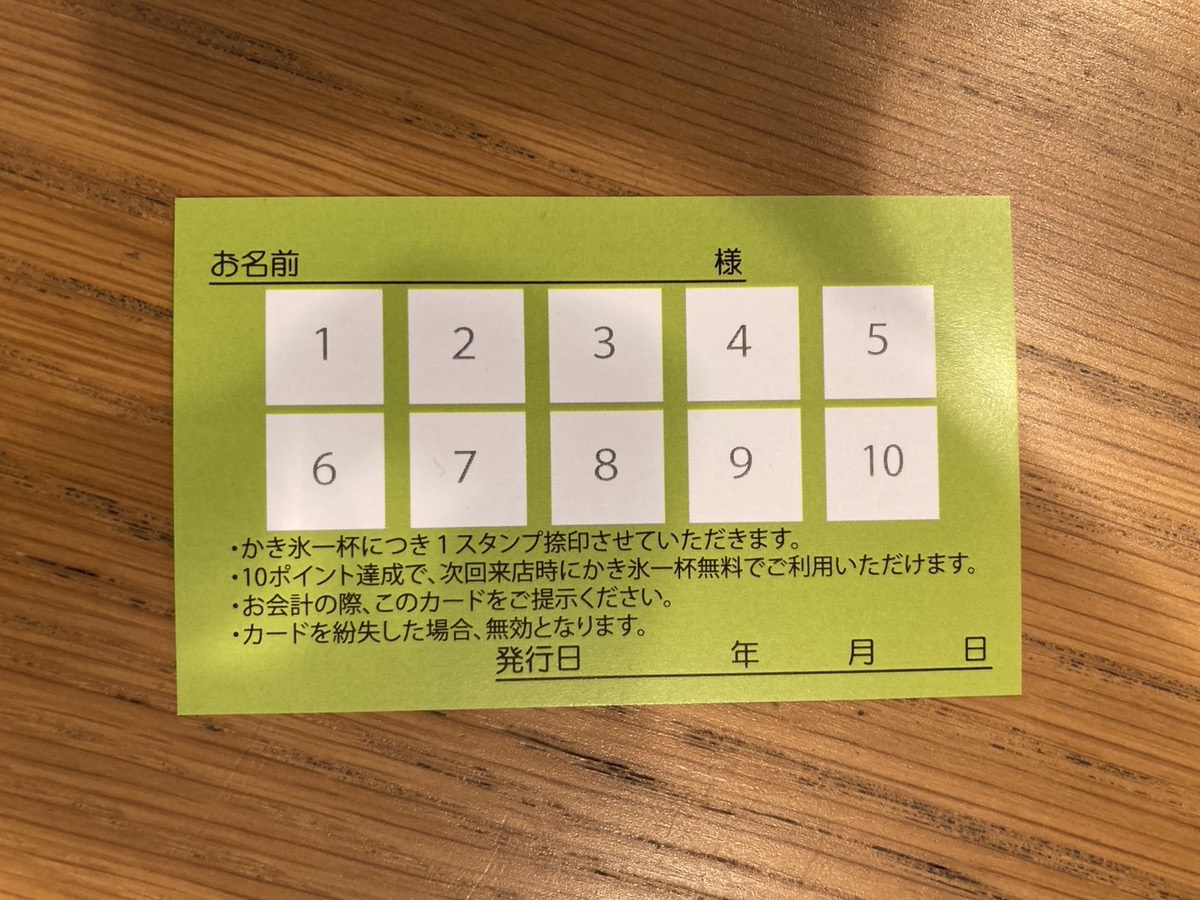 お名前　様
1 2 3 4 5
6 7 8 9 10
・かき氷一杯につき1スタンプ捺印させていただきます。
・10ポイント達成で、次回来店時にかき氷一杯無料でご利用いただけます。
・お会計の際、このカードをご提示ください。
・カードを紛失した場合、無効となります。
発行日　年　月　日